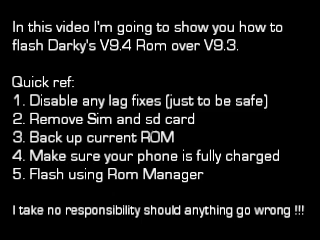 In this video I'm going to show you how to
flash Darky's V9.4 Rom over V9.3.
Quick ref:
1. Disable any lag fixes (just to be safe)
2. Remove Sim and sd card
3. Back up current ROM
4. Make sure your phone is fully charged
5. Flash using Rom Manager
I take no responsibility should anything go wrong !!!